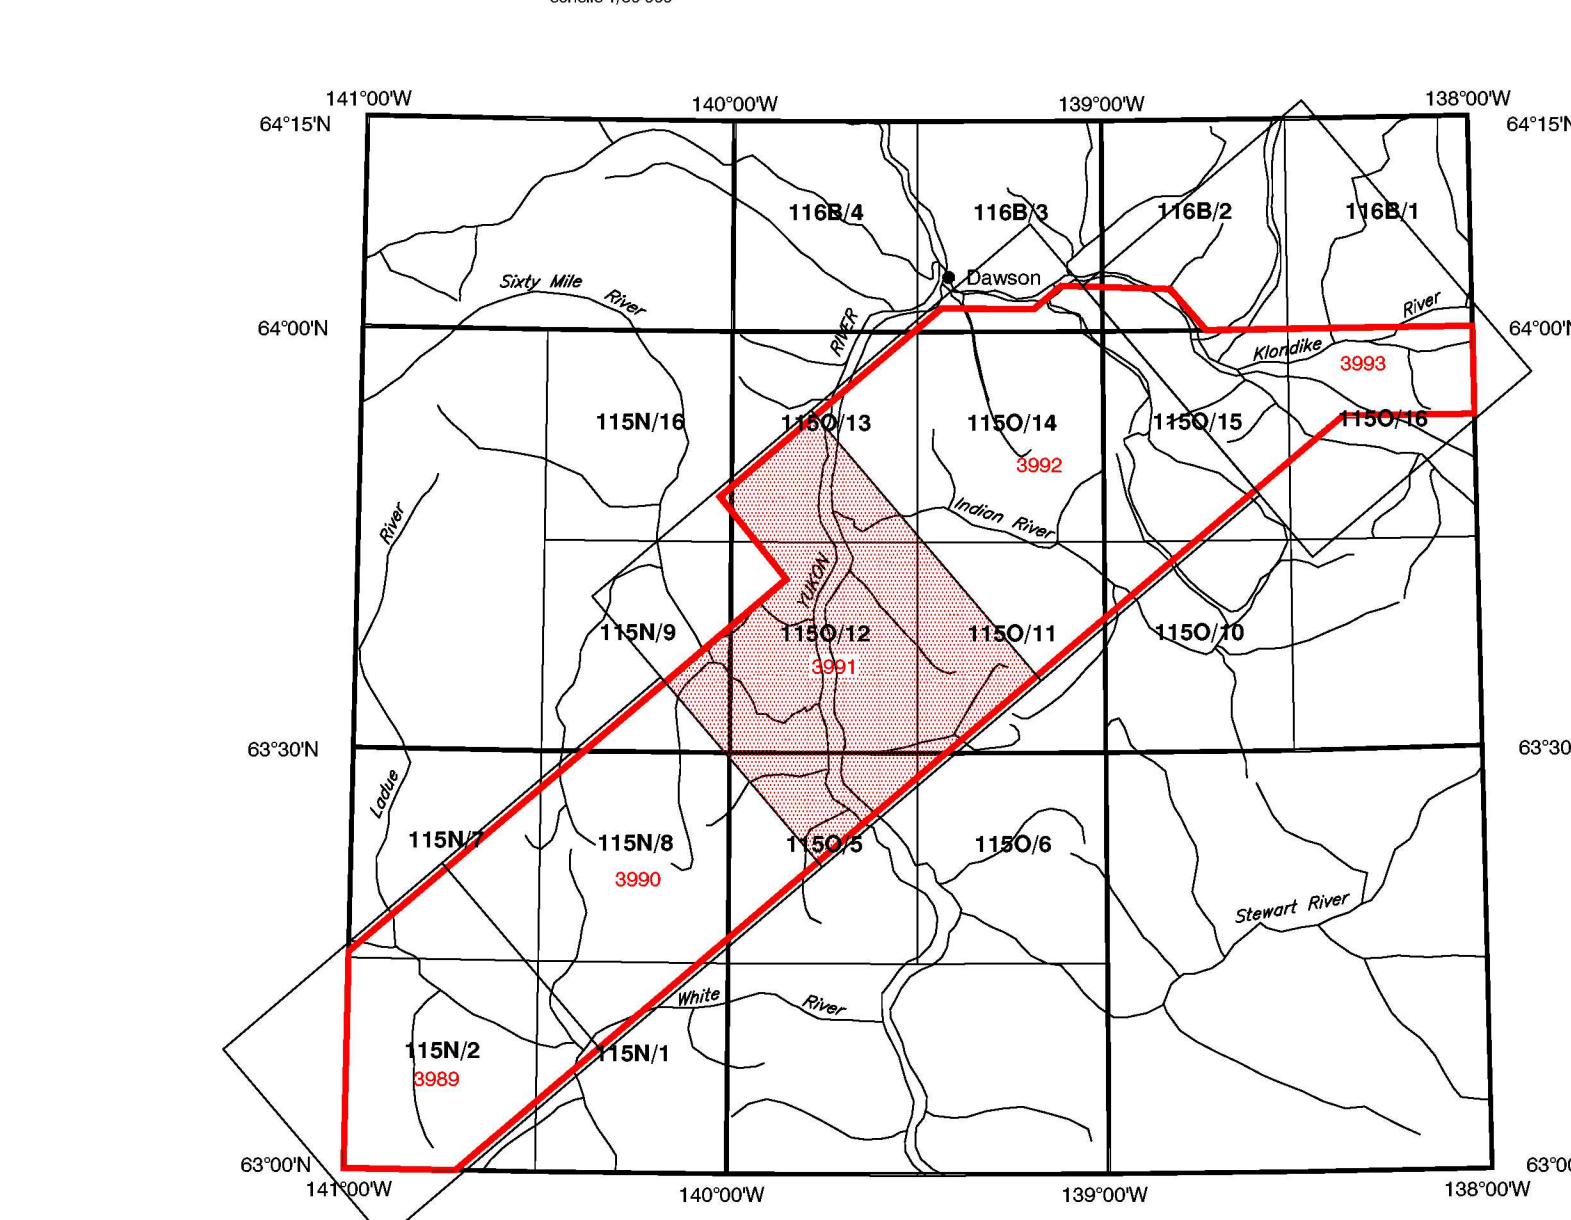 141°00'W
140°00'W
139°00'W
138°00'W
64°15'N
64°15'N
116B/4
116B/3
116B/2
116B/1
Sixty Mile River
Dawson
River
64°00'N
64°00'N
RIVER
Klondike
3993
115N/16
115O/13
115O/14
115O/15
115O/16
3992
River
Indian River
YUKON
115N/9
115O/12
115O/11
115O/10
3991
63°30'N
63°30
Ladue
115N/7
115N/8
115O/5
115O/6
3990
Stewart River
White River
115N/2
115N/1
3989
63°00'N
63°00
141°00'W
140°00'W
139°00'W
138°00'W